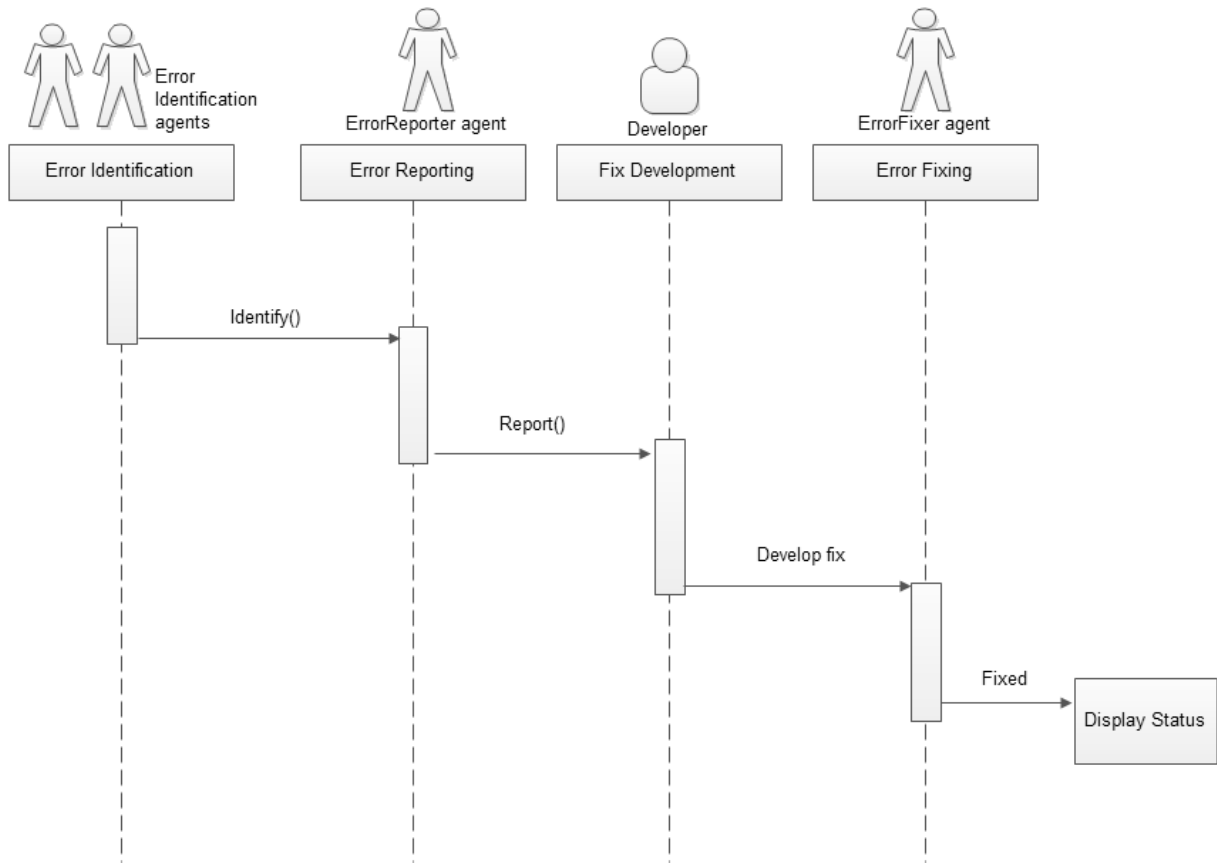 Error
Identification
agents
ErrorReporter agent
Developer
ErrorFixer agent
Error Identification
Error Reporting
Fix Development
Error Fixing
Identify()
Report()
Develop fix
Fixed
Display Status